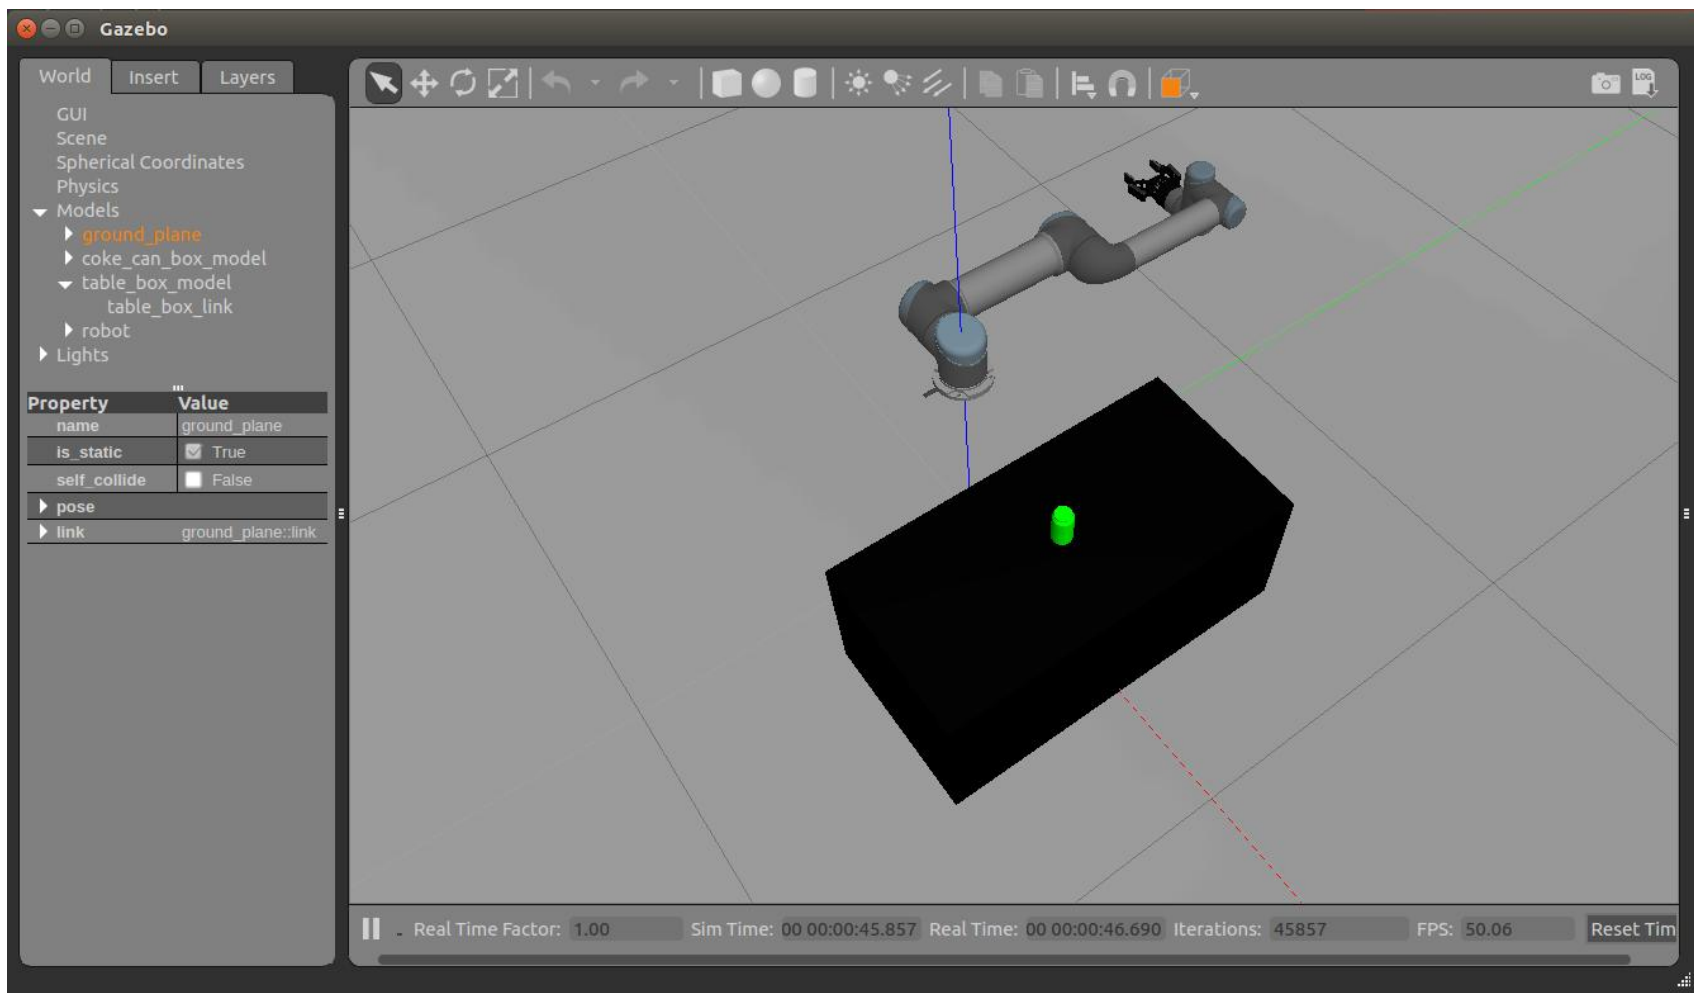 Gazebo
World Insert Layers
GUI
Scene
Spherical Coordinates
Physics
Models
ground_plane
coke_can_box_model
table_box_model
table_box_link
robot
Lights
Property Value
name ground_plane
is_static True
self_collide False
pose
link ground_plane::link
LOG
Real Time Factor: 1.00 Sim Time: 00 00:00:45.857 Real Time: 00 00:00:46.690 Iterations: 45857 FPS: 50.06 Reset Tim